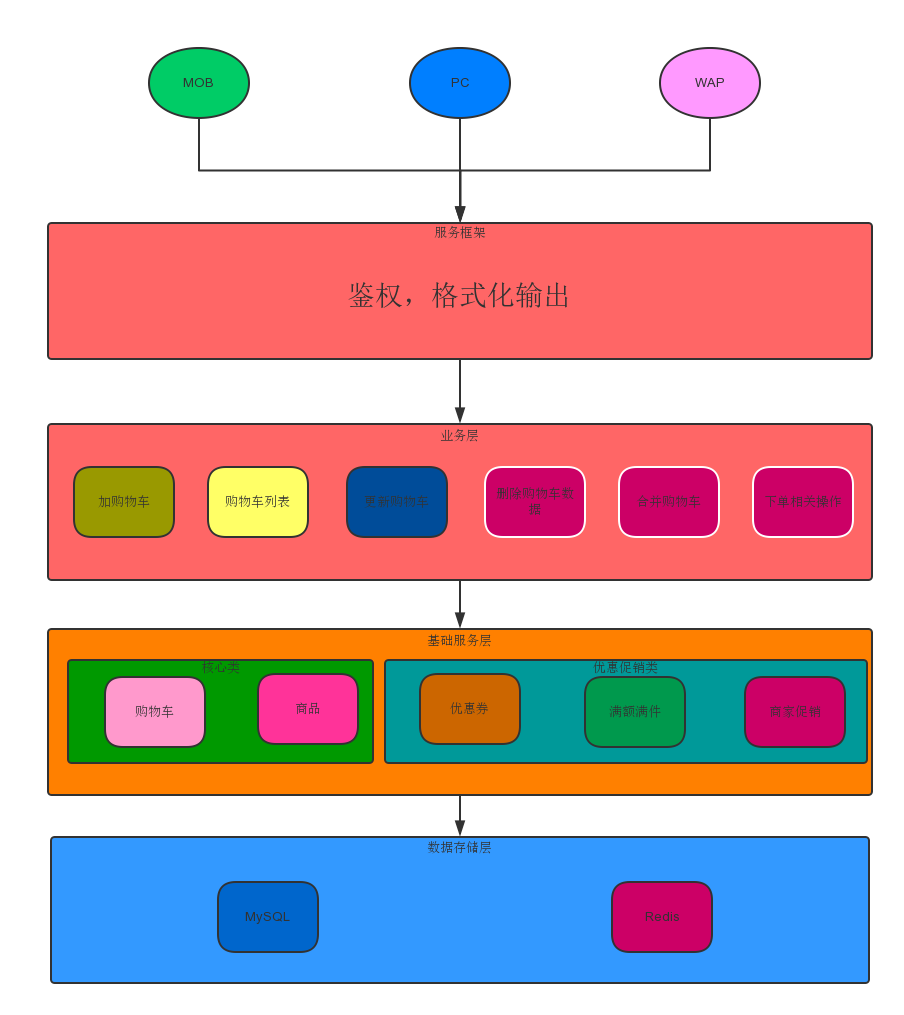 MOB
PC
WAP
服务框架
鉴权，格式化输出
业务层
加购物车
购物车列表
更新购物车
删除购物车数
据
合并购物车
下单相关操作
基础服务层
核心类
优惠促销类
购物车
商品
优惠券
满额满件
商家促销
数据存储层
MySQL
Redis